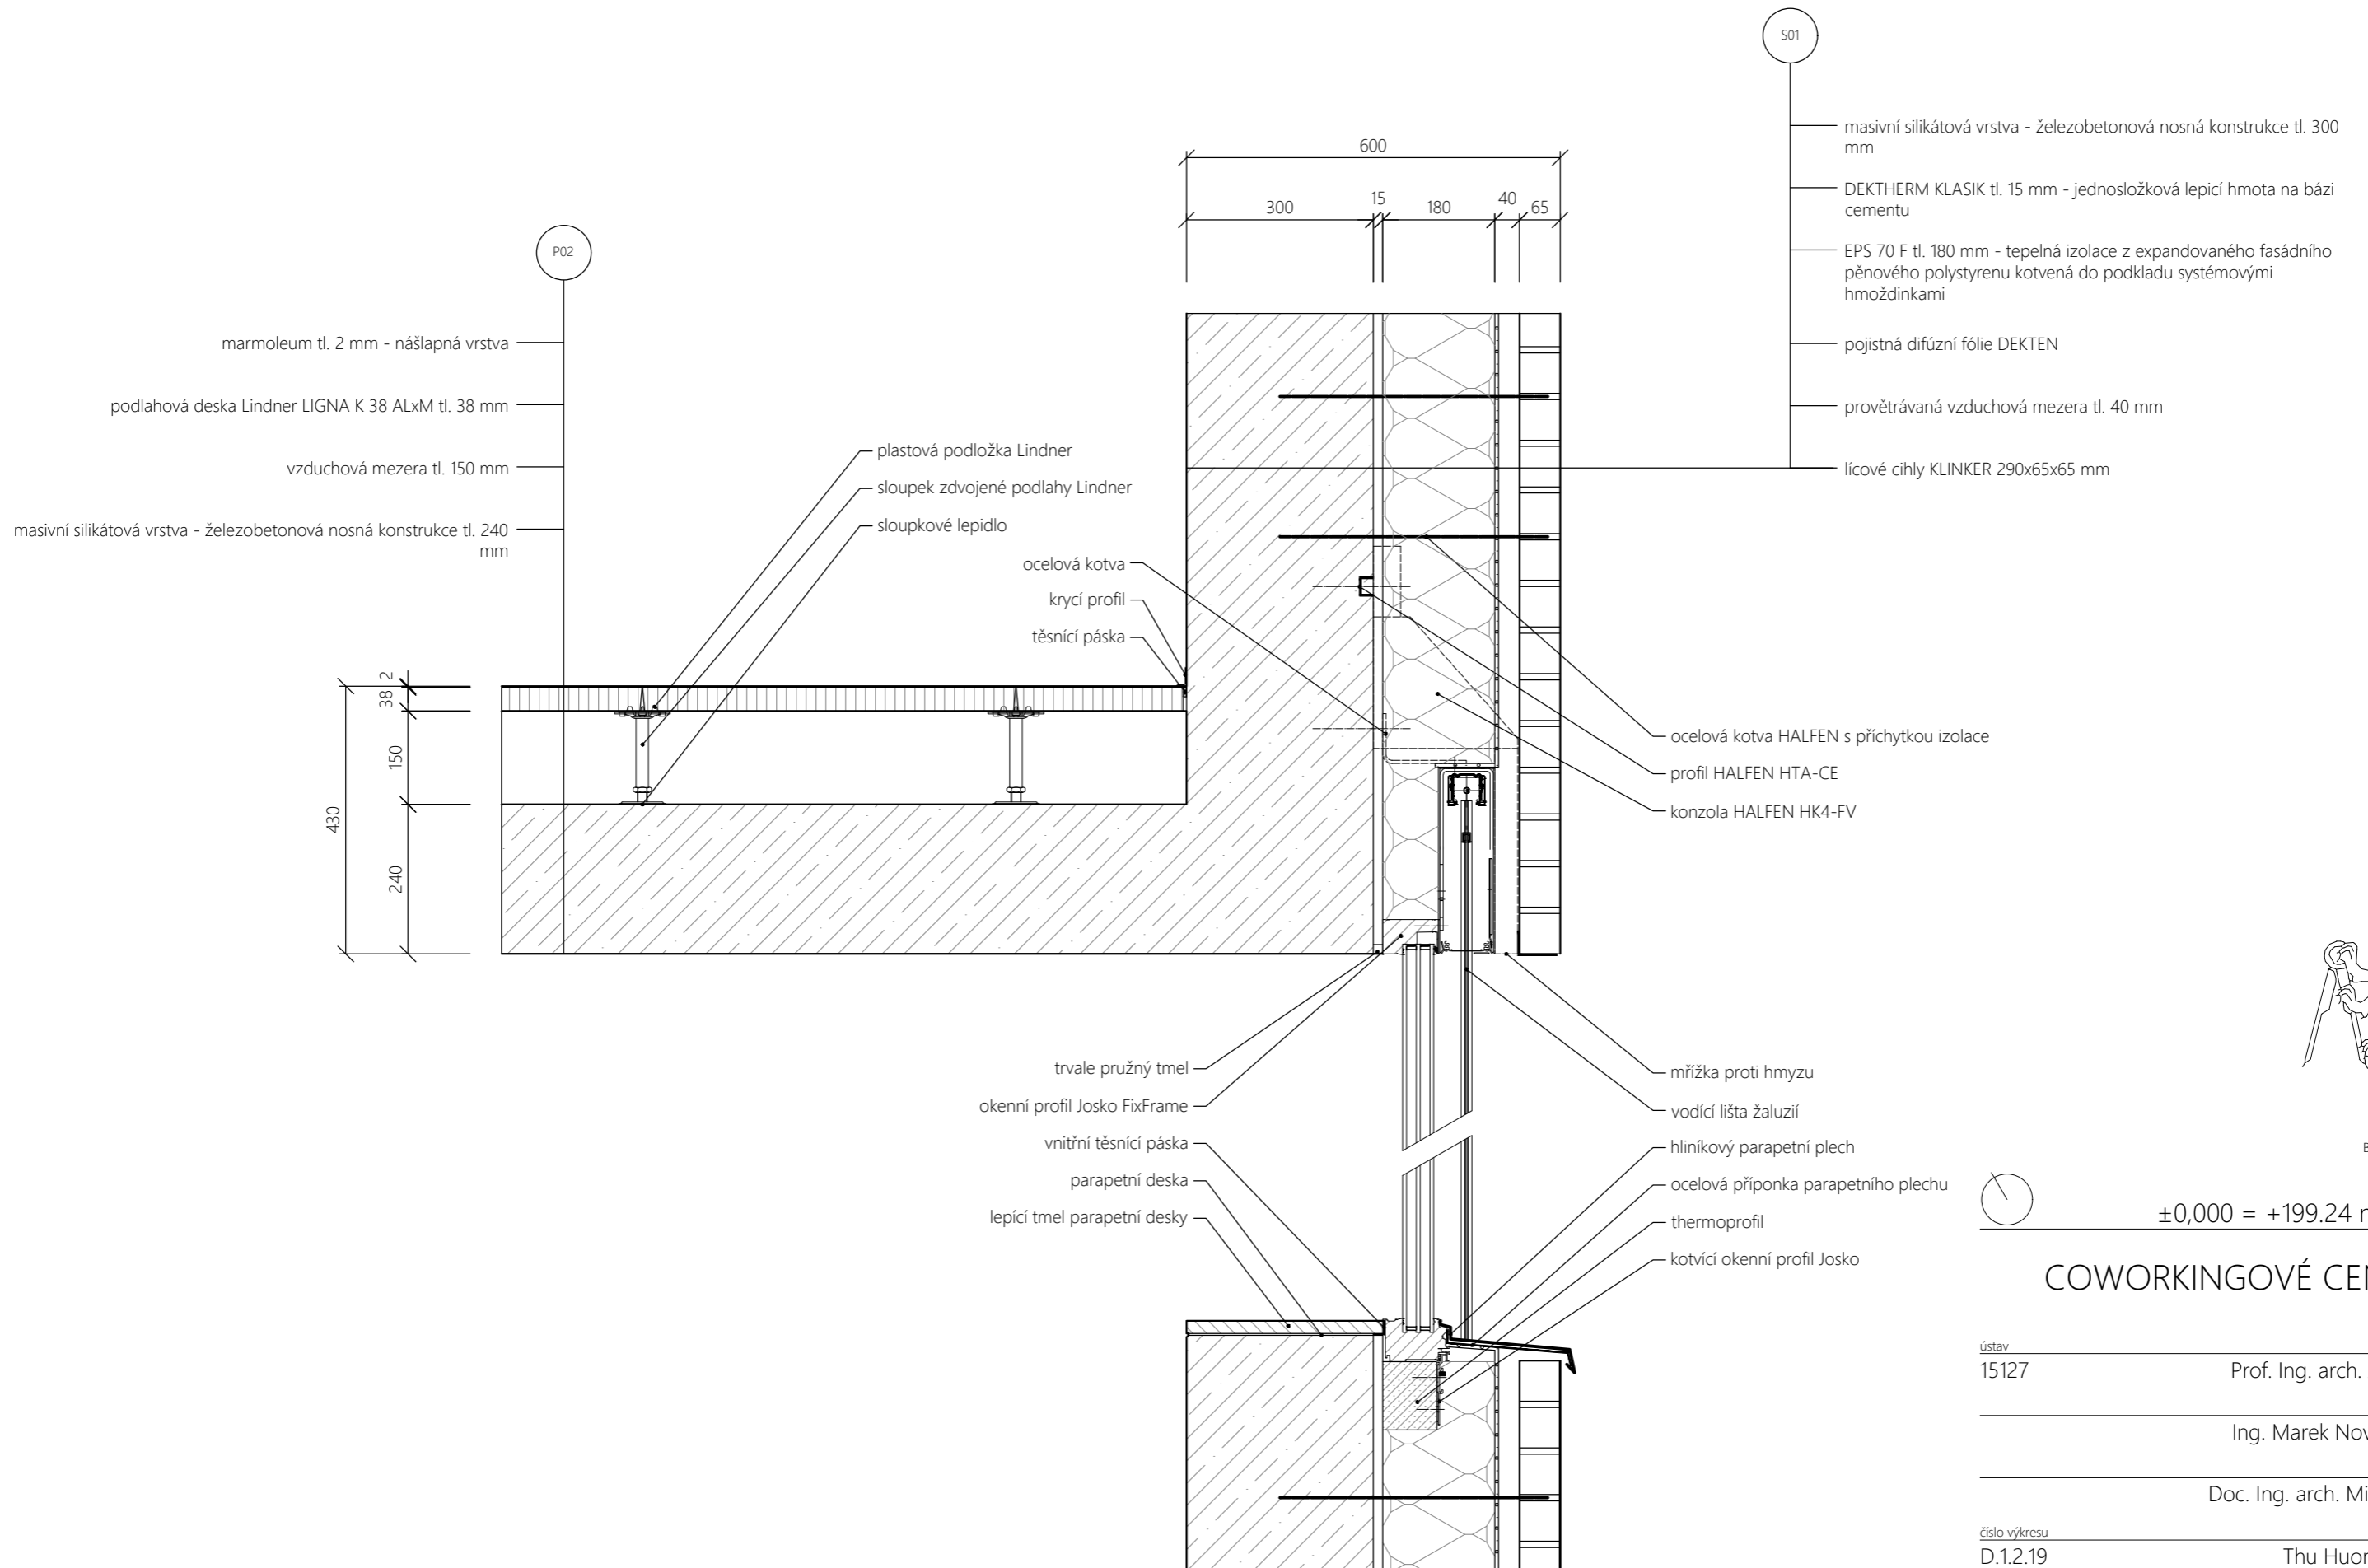 S01
masivní silikátová vrstva - železobetonová nosná konstrukce tl. 300
mm
DEKTHERM KLASIK tl. 15 mm - jednosložková lepicí hmota na bázi
cementu
EPS 70 F tl. 180 mm - tepelná izolace z expandovaného fasádního
pěnového polystyrenu kotvená do podkladu systémovými
hmoždinkami
pojistná difúzní fólie DEKTEN
provětrávaná vzduchová mezera tl. 40 mm
lícové cihly KLINKER 290x65x65 mm
600
300
15
180
40
65
P02
marmoleum tl. 2 mm - nášlapná vrstva
podlahová deska Lindner LIGNA K 38 ALxM tl. 38 mm
vzduchová mezera tl. 150 mm
masivní silikátová vrstva - železobetonová nosná konstrukce tl. 240
mm
plastová podložka Lindner
sloupek zdvojené podlahy Lindner
sloupkové lepidlo
ocelová kotva
krycí profil
těsnící páska
2
38
150
240
430
ocelová kotva HALFEN s příchytkou izolace
profil HALFEN HTA-CE
konzola HALFEN HK4-FV
trvale pružný tmel
okenní profil Josko FixFrame
vnitřní těsnící páska
parapetní deska
lepící tmel parapetní desky
mřížka proti hmyzu
vodící lišta žaluzií
hliníkový parapetní plech
ocelová příponka parapetního plechu
thermoprofil
kotvící okenní profil Josko
±0,000 = +199.24
COWORKINGOVÉ CE
ústav
15127
Prof. Ing. arch.
Ing. Marek Nov
Doc. Ing. arch. Mi
číslo výkresu
D.1.2.19
Thu Huor